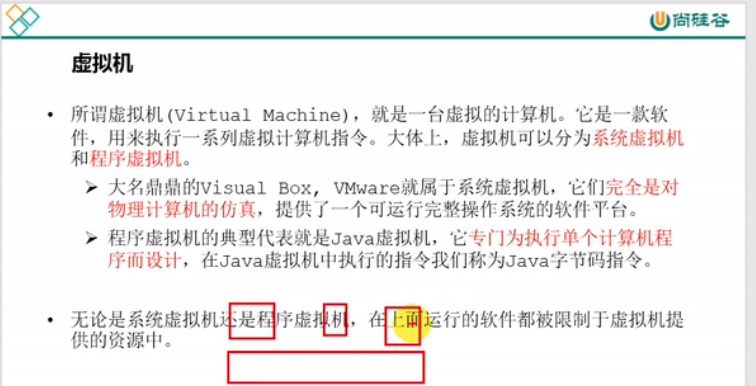 尚硅谷
虚拟机
• 所谓虚拟机(Virtual Machine)，就是一台虚拟的计算机。它是一款软
件，用来执行一系列虚拟计算机指令。大体上，虚拟机可以分为系统虚拟机
和程序虚拟机。
➢ 大名鼎鼎的Visual Box, VMware就属于系统虚拟机，它们完全是对
物理计算机的仿真，提供了一个可运行完整操作系统的软件平台。
➢ 程序虚拟机的典型代表就是Java虚拟机，它专门为执行单个计算机程
序而设计，在Java虚拟机中执行的指令我们称为Java字节码指令。
• 无论是系统虚拟机还是程序虚拟机，在上面运行的软件都被限制于虚拟机提
供的资源中。